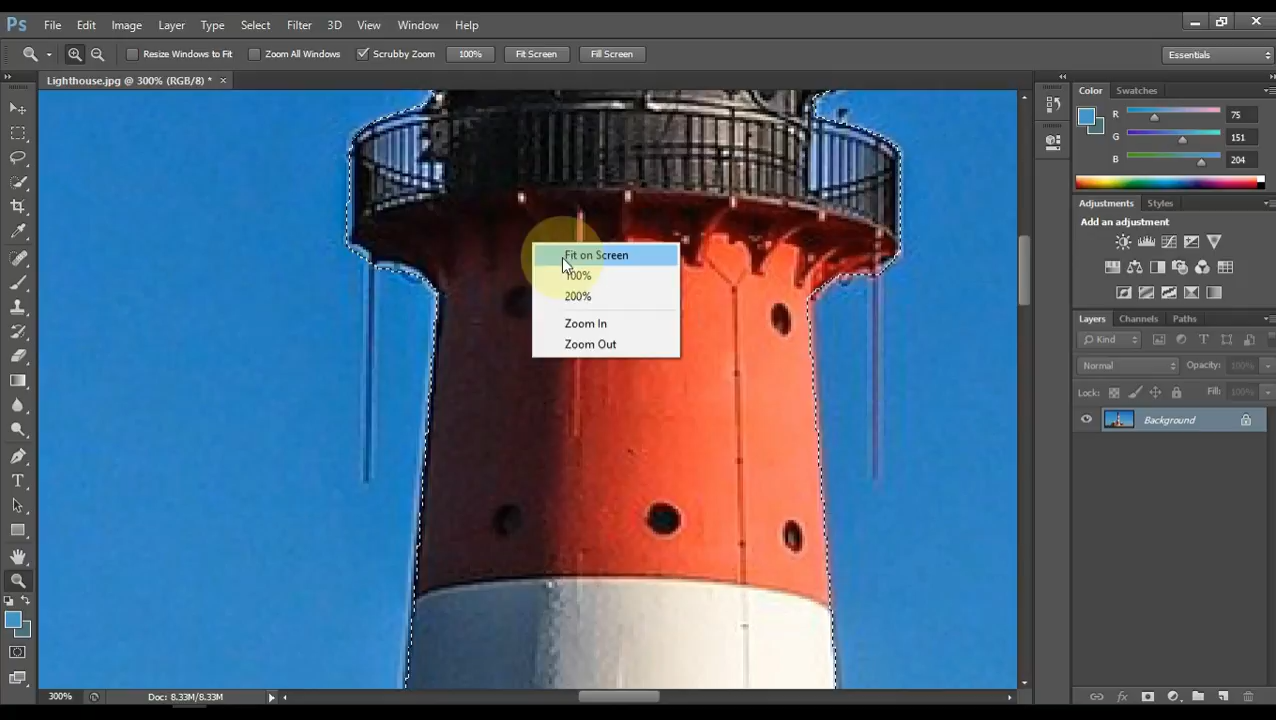 Ps File Edit Image Layer Type Select Filter 3D View Window Help
Resize Windows to Fit Zoom All Windows Scrubby Zoom 100% Fit Screen Fill Screen Essentials
Lighthouse.jpg @ 300% (RGB/8) * ×
Color Swatches
R 75
G 151
B 204
Adjustments Styles
Add an adjustment
Fit on Screen
100%
200%
Zoom In
Zoom Out
Layers Channels Paths
Kind
Normal Opacity: 100%
Lock: Fill: 100%
Background
300% Doc: 8.33M/8.33M